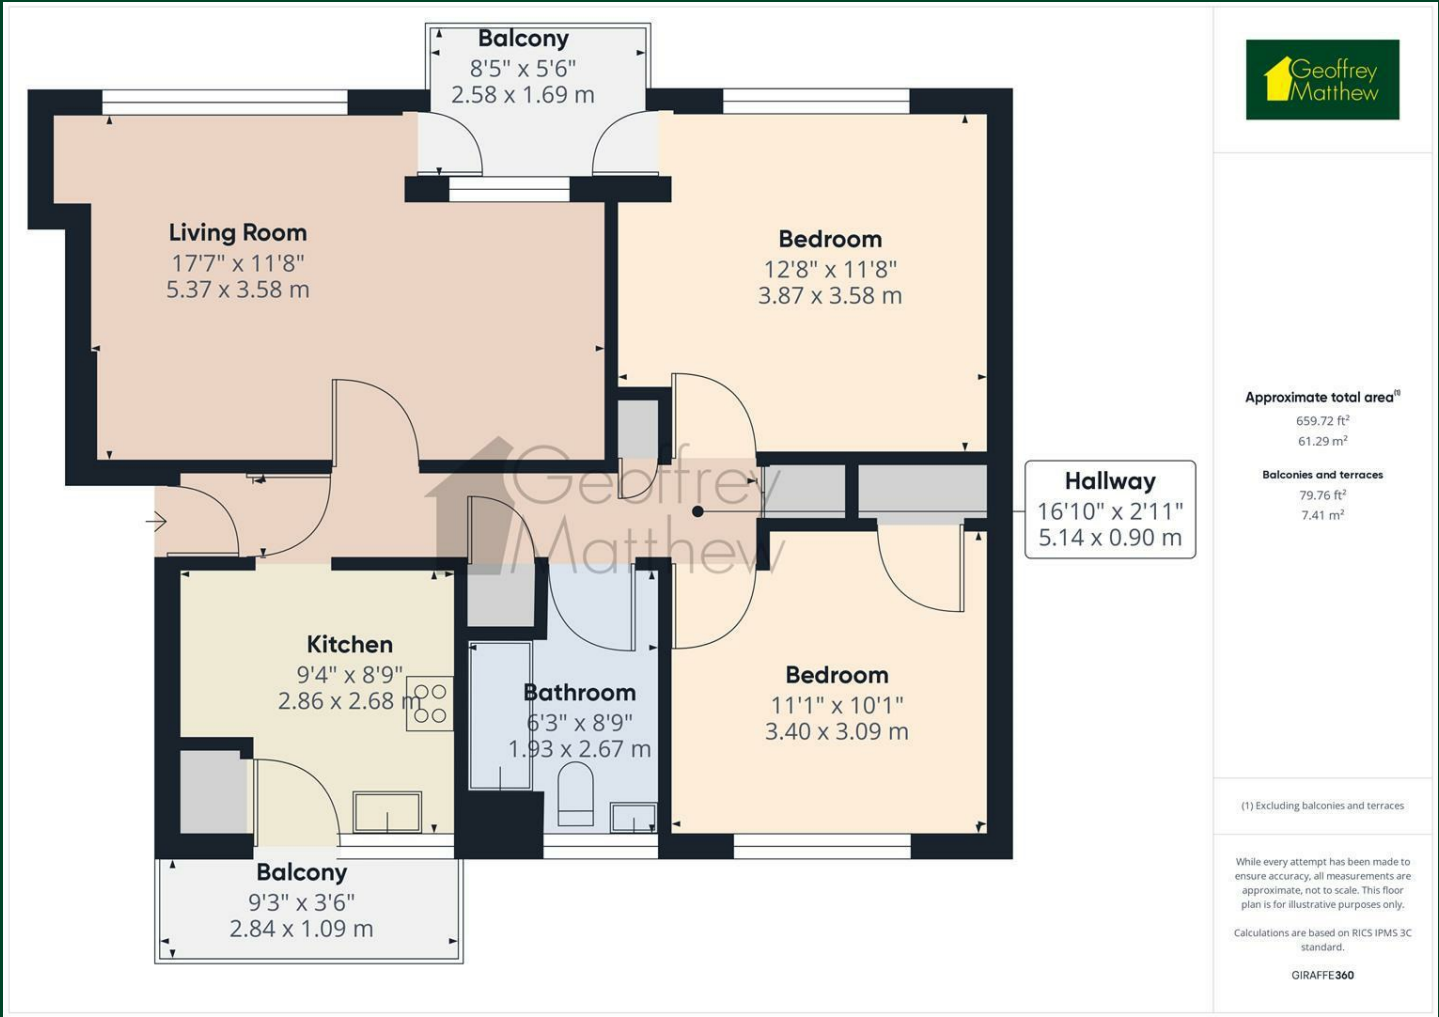 Balcony
8'5" x 5'6"
2.58 x 1.69 m
Living Room
17'7" x 11'8"
5.37 x 3.58 m
Bedroom
12'8" x 11'8"
3.87 x 3.58 m
Geoffrey
Matthew
Hallway
16'10" x 2'11"
5.14 x 0.90 m
Kitchen
9'4" x 8'9"
2.86 x 2.68 m
Bathroom
6'3" x 8'9"
1.93 x 2.67 m
Bedroom
11'1" x 10'1"
3.40 x 3.09 m
Balcony
9'3" x 3'6"
2.84 x 1.09 m
Geoffrey
Matthew
Approximate total area(1)
659.72 ft²
61.29 m²
Balconies and terraces
79.76 ft²
7.41 m²
(1) Excluding balconies and terraces
While every attempt has been made to
ensure accuracy, all measurements are
approximate, not to scale. This floor
plan is for illustrative purposes only.
Calculations are based on RICS IPMS 3C
standard.
GIRAFFE360